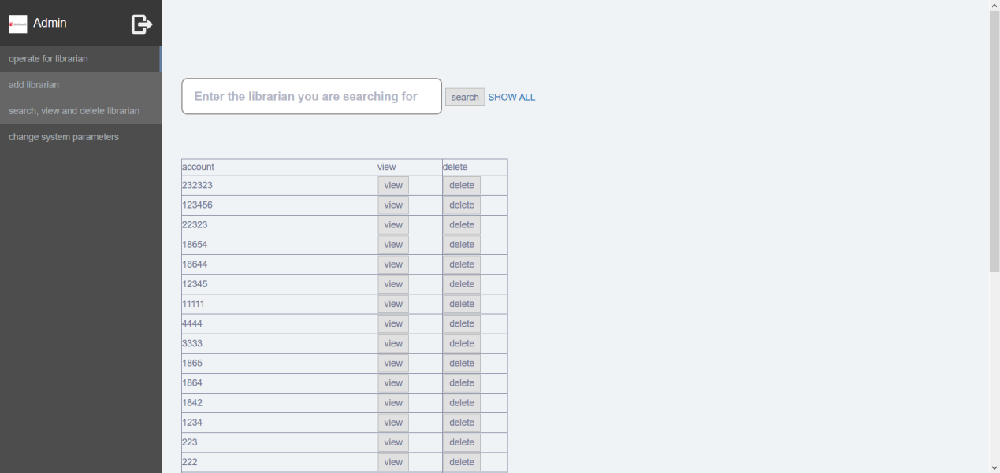 Admin
operate for librarian
add librarian
search, view and delete librarian
change system parameters
Enter the librarian you are searching for search SHOW ALL
account view delete
232323 view delete
123456 view delete
22323 view delete
18654 view delete
18644 view delete
12345 view delete
11111 view delete
4444 view delete
3333 view delete
1865 view delete
1864 view delete
1842 view delete
1234 view delete
223 view delete
222 view delete